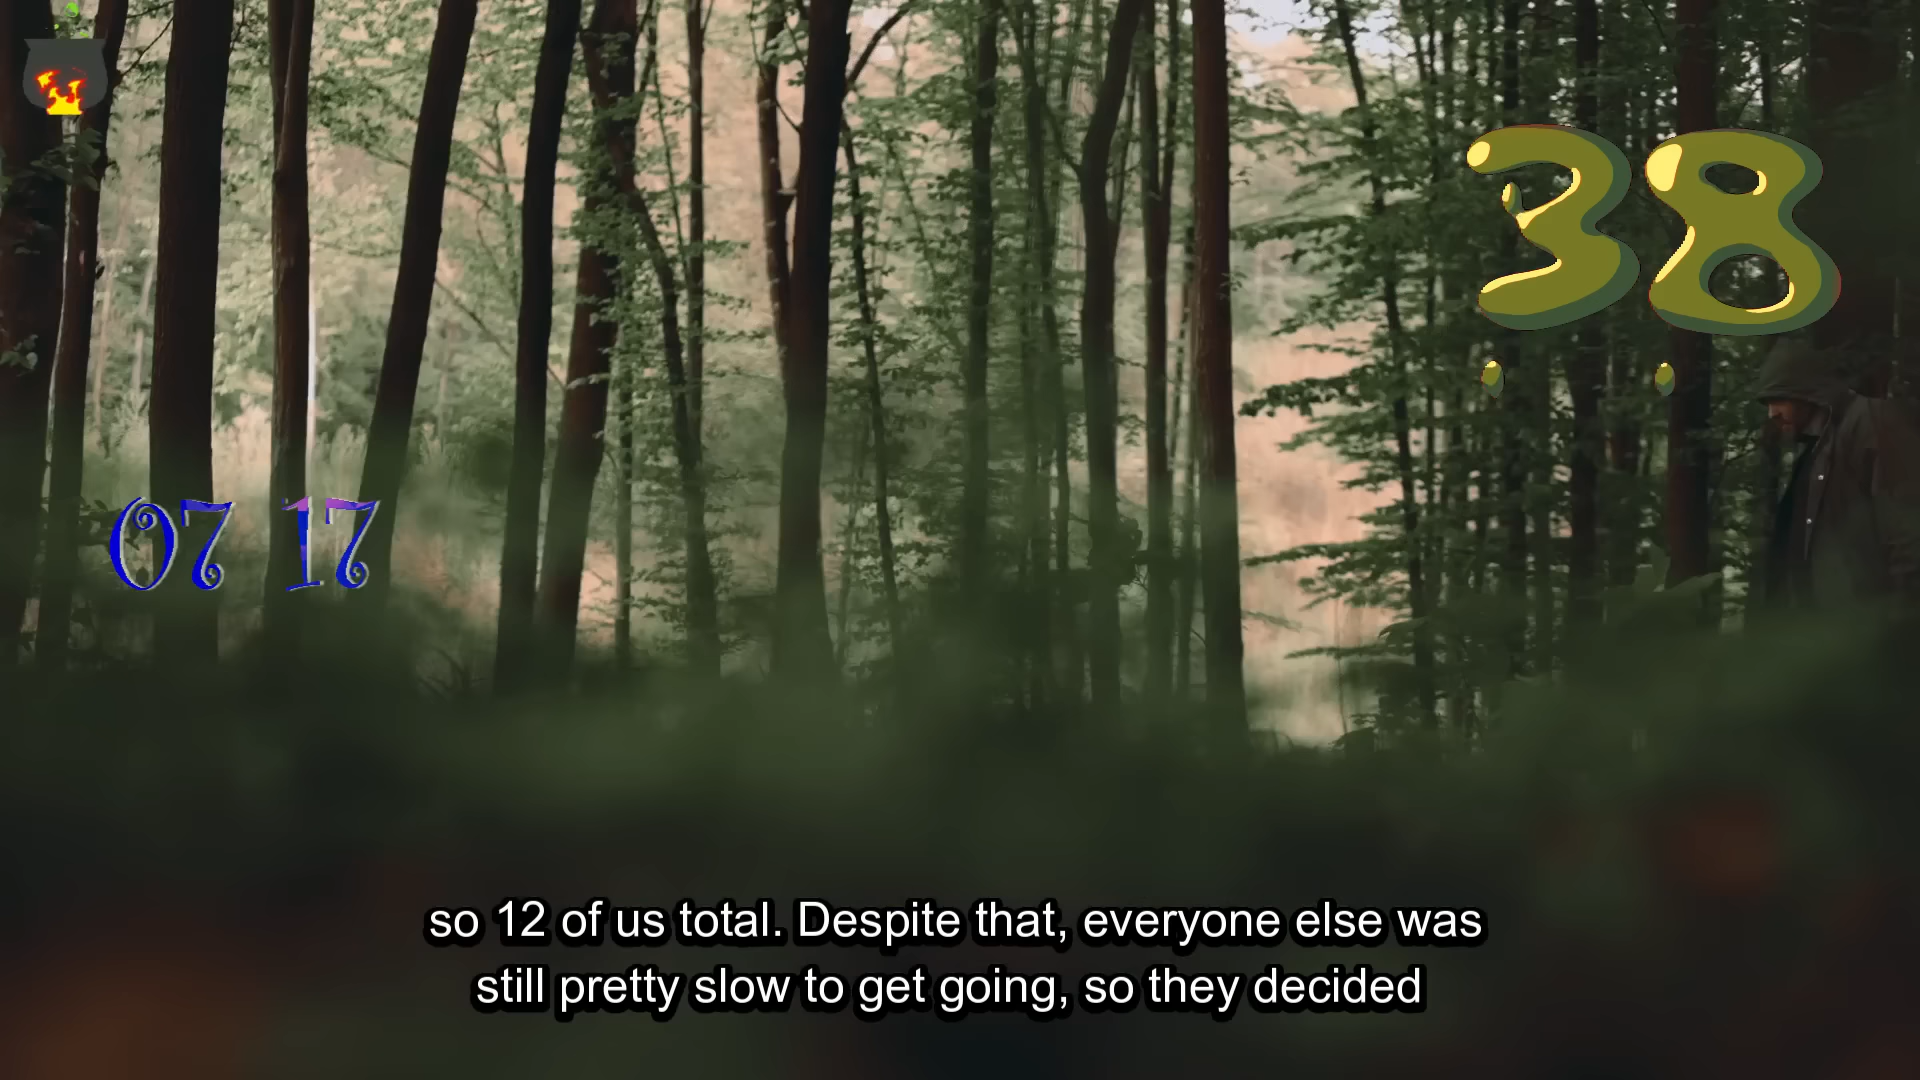 38
07 17
so 12 of us total. Despite that, everyone else was
still pretty slow to get going, so they decided